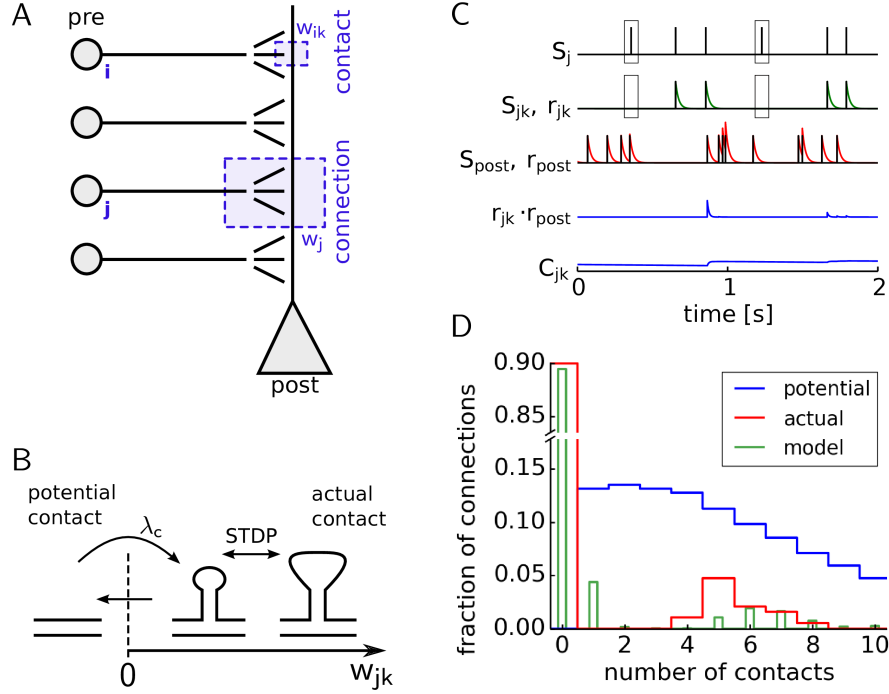 A
pre
i
w_ik
contact
j
w_j
connection
post
B
potential
contact
λ_c
STDP
actual
contact
0
w_jk
C
S_j
S_jk, r_jk
S_post, r_post
r_jk · r_post
C_jk
0 1 2
time [s]
D
fraction of connections
0.90
0.85
0.15
0.10
0.05
0.00
potential
actual
model
0 2 4 6 8 10
number of contacts